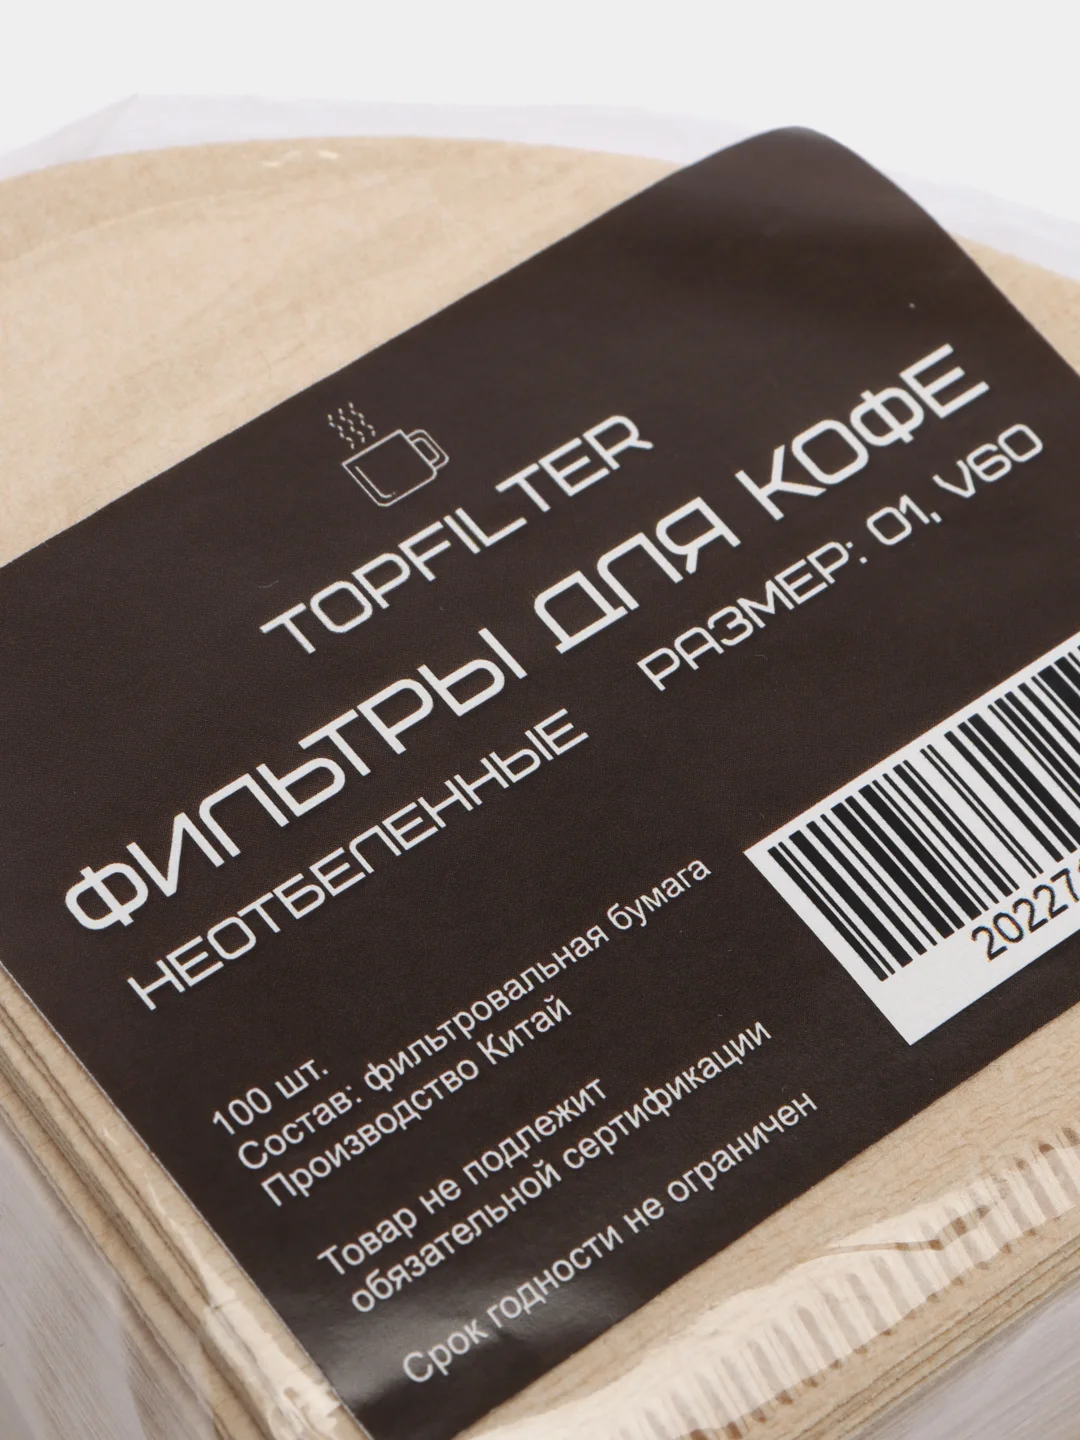 TOPFILTER
ФИЛЬТРЫ ДЛЯ КОФЕ
НЕОТБЕЛЕННЫЕ
РАЗМЕР: 01, V60
100 шт.
Состав: фильтровальная бумага
Производство Китай
Товар не подлежит
обязательной сертификации
Срок годности не ограничен
20227